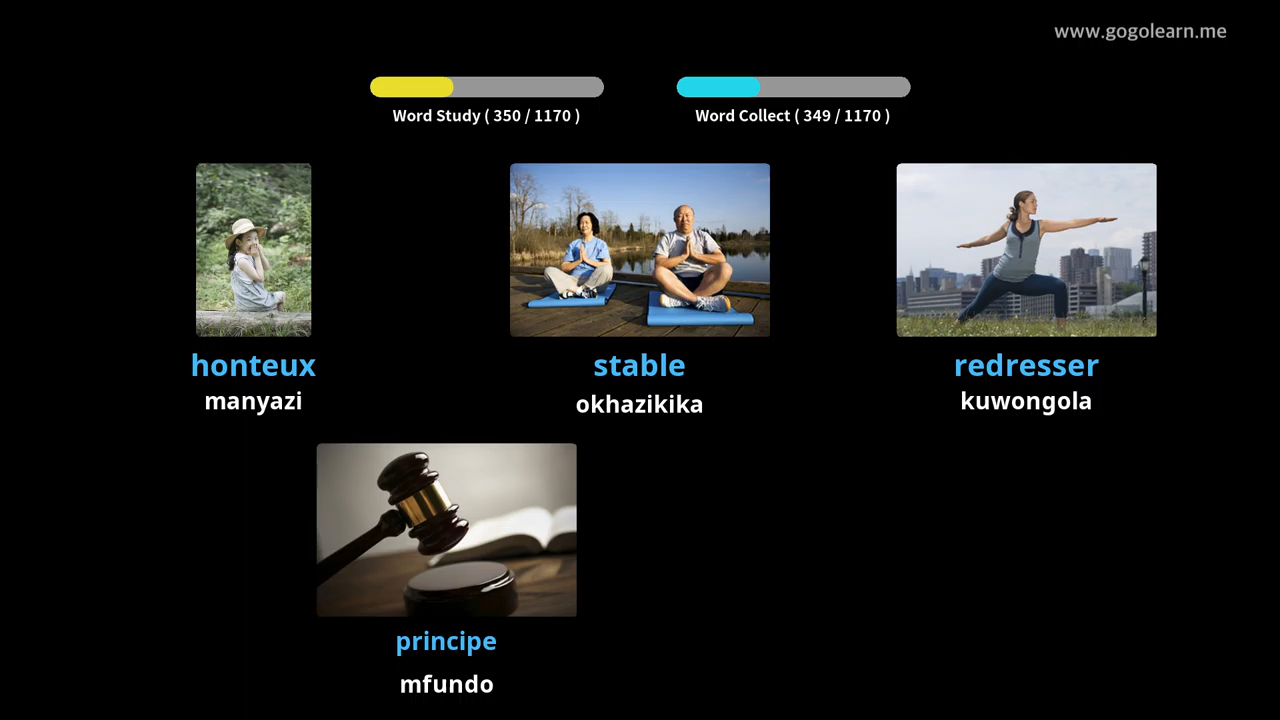 www.gogolearn.me
Word Study ( 350 / 1170 )
Word Collect ( 349 / 1170 )
honteux
manyazi
stable
okhazikika
redresser
kuwongola
principe
mfundo